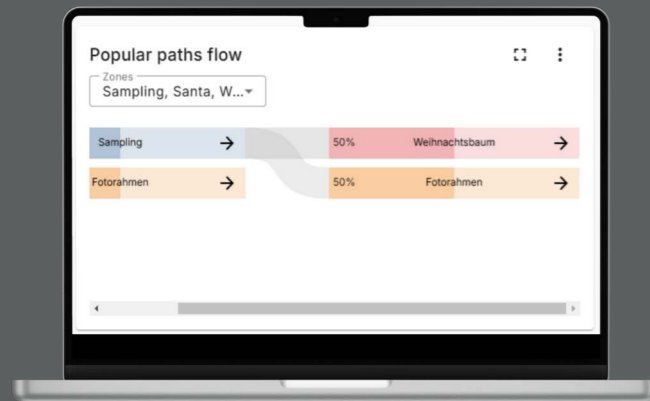 Popular paths flow
Zones
Sampling, Santa, W...
Sampling
50%
Weihnachtsbaum
Fotorahmen
50%
Fotorahmen